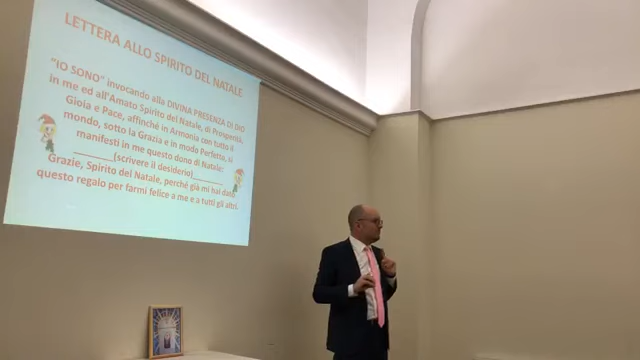 LETTERA ALLO SPIRITO DEL NATALE
"IO SONO" invocando alla DIVINA PRESENZA DI DIO
in me ed all'Amato Spirito del Natale, di Prosperità,
Gioia e Pace, affinché in Armonia con tutto il
mondo, sotto la Grazia e in modo Perfetto, si
manifesti in me questo dono di Natale:
________(scrivere il desiderio)________
Grazie, Spirito del Natale, perché già mi hai dato
questo regalo per farmi felice a me e a tutti gli altri.